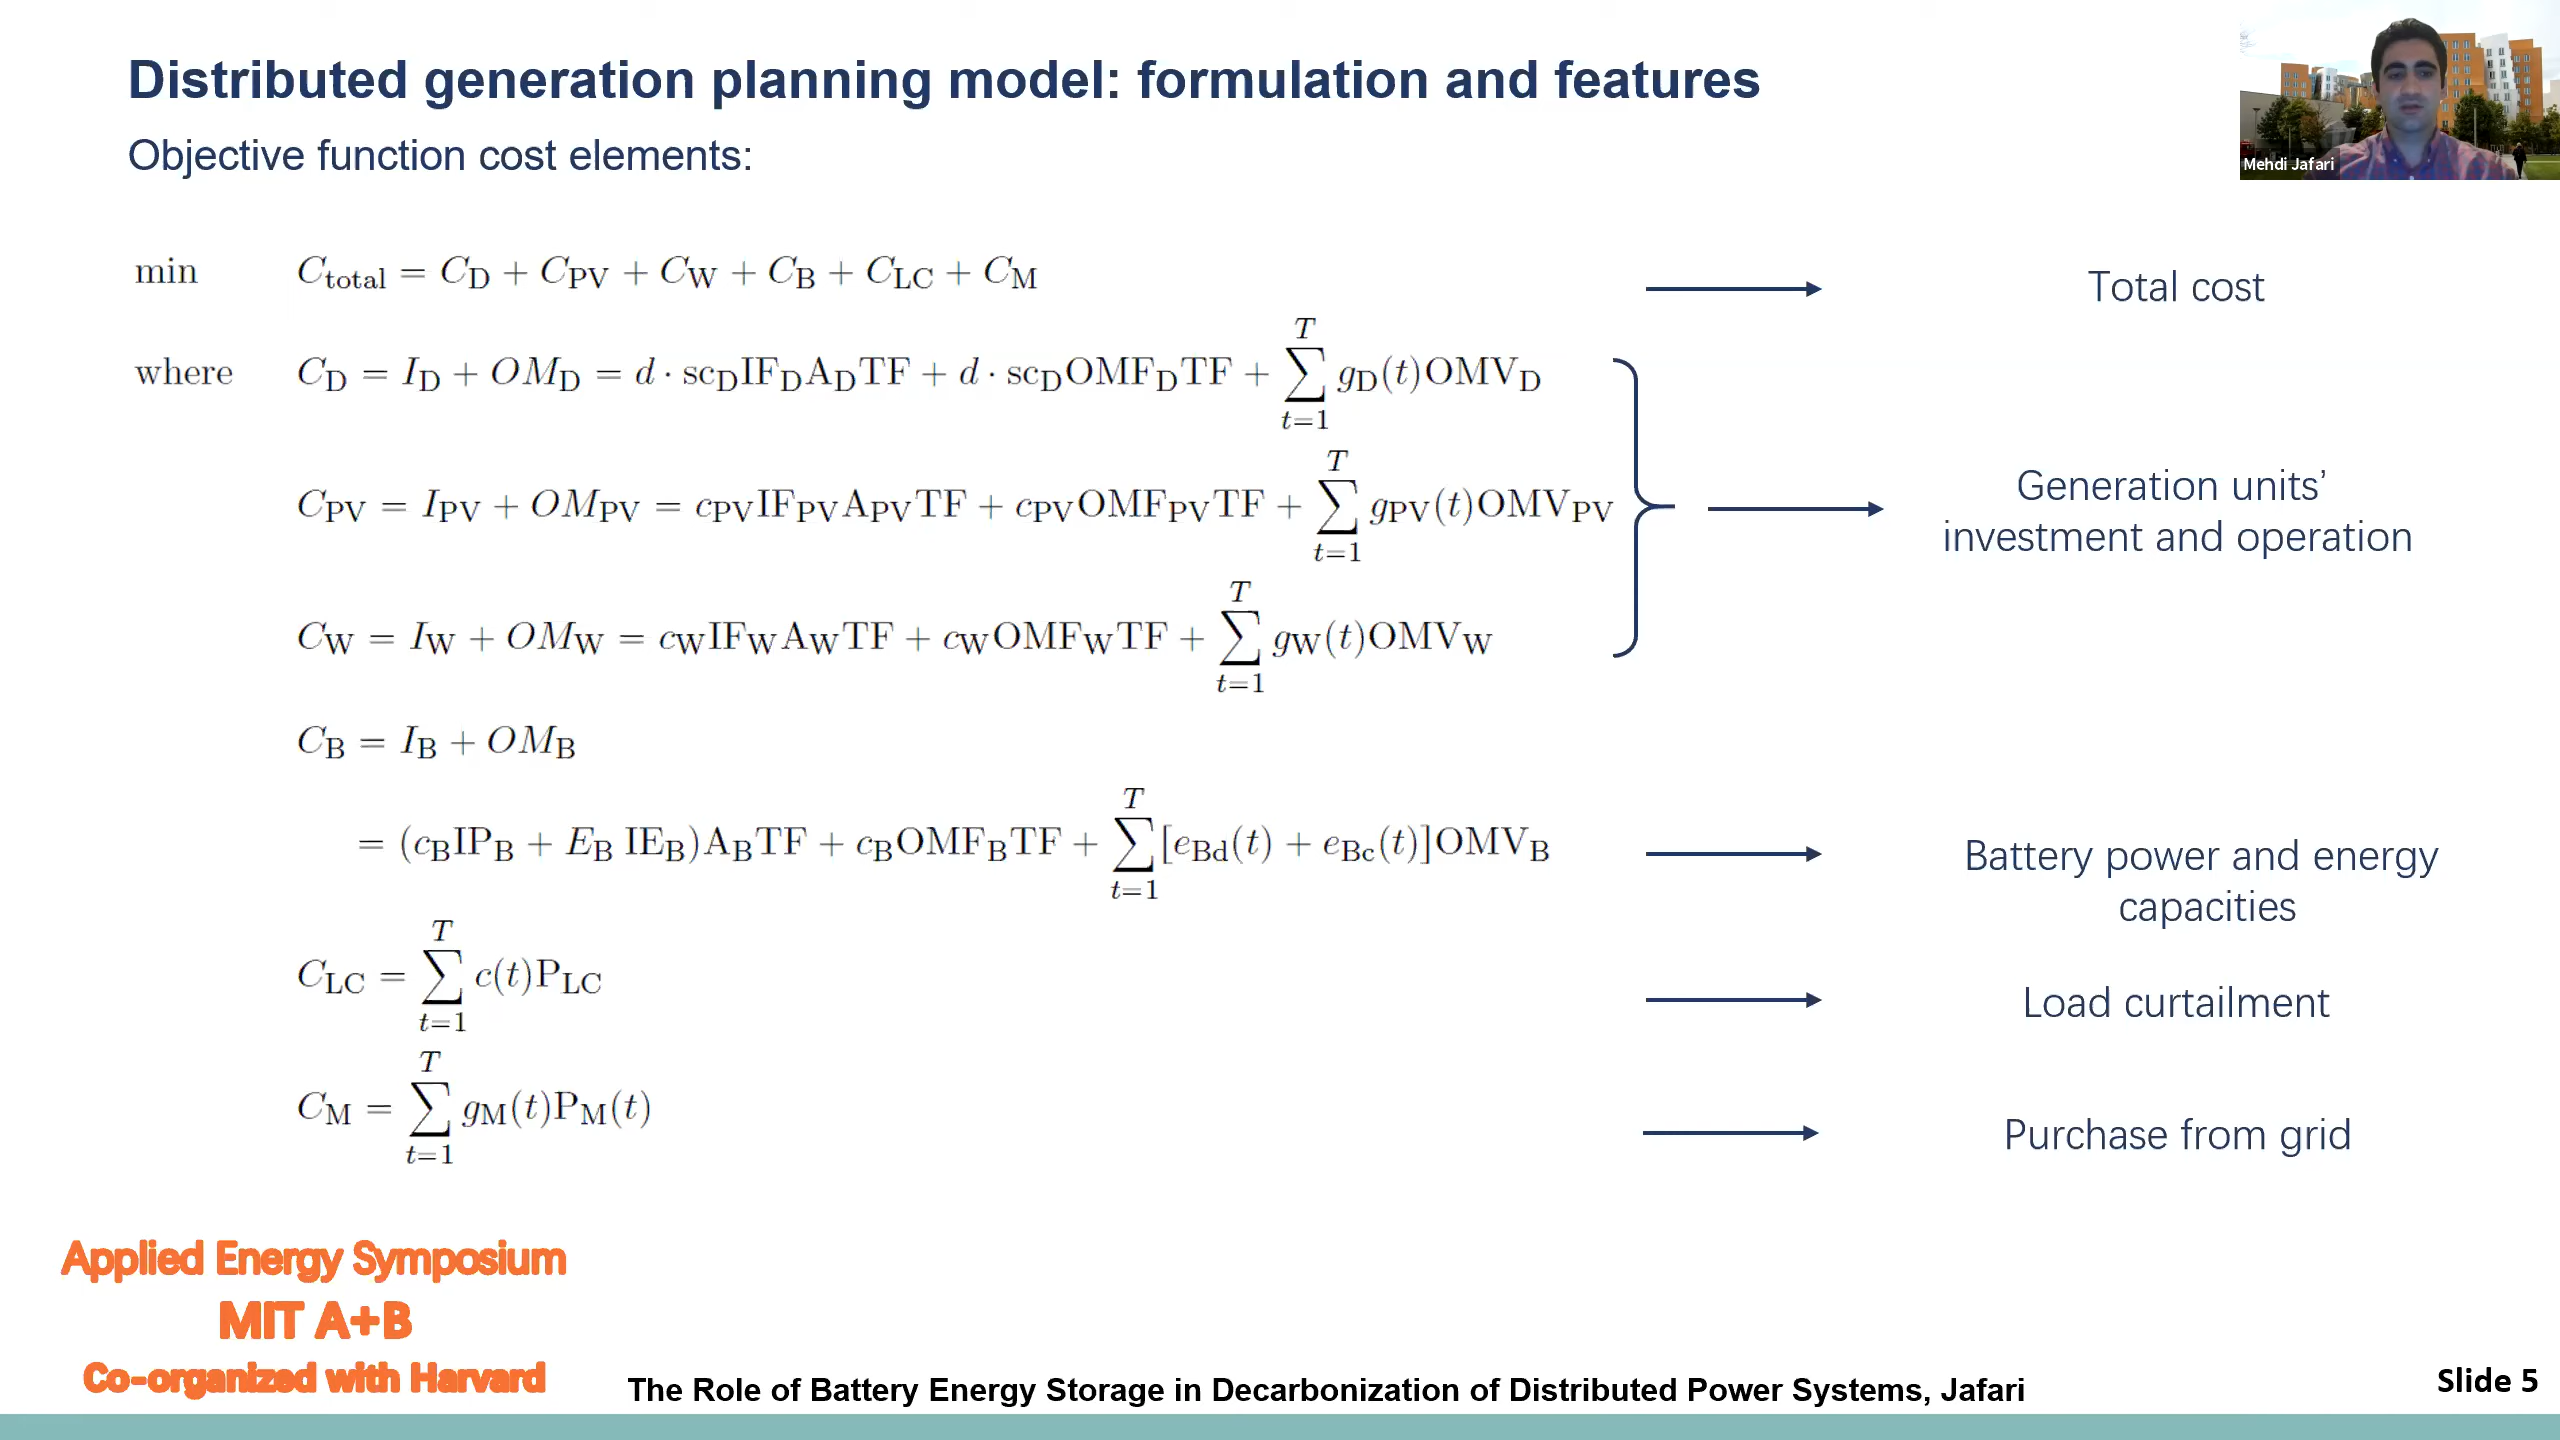 Distributed generation planning model: formulation and features
Mehdi Jafari
Objective function cost elements:
min C_total = C_D + C_PV + C_W + C_B + C_LC + C_M
Total cost
where C_D = I_D + OM_D = d · sc_D IF_D A_D TF + d · sc_D OMF_D TF + ∑_{t=1}^{T} g_D(t)OMV_D
C_PV = I_PV + OM_PV = c_PV IF_PV A_PV TF + c_PV OMF_PV TF + ∑_{t=1}^{T} g_PV(t)OMV_PV
Generation units’
investment and operation
C_W = I_W + OM_W = c_W IF_W A_W TF + c_W OMF_W TF + ∑_{t=1}^{T} g_W(t)OMV_W
C_B = I_B + OM_B
= (c_B IP_B + E_B IE_B)A_B TF + c_B OMF_B TF + ∑_{t=1}^{T} [e_Bd(t) + e_Bc(t)]OMV_B
Battery power and energy
capacities
C_LC = ∑_{t=1}^{T} c(t)P_LC
Load curtailment
C_M = ∑_{t=1}^{T} g_M(t)P_M(t)
Purchase from grid
Applied Energy Symposium
MIT A+B
Co-organized with Harvard
The Role of Battery Energy Storage in Decarbonization of Distributed Power Systems, Jafari
Slide 5